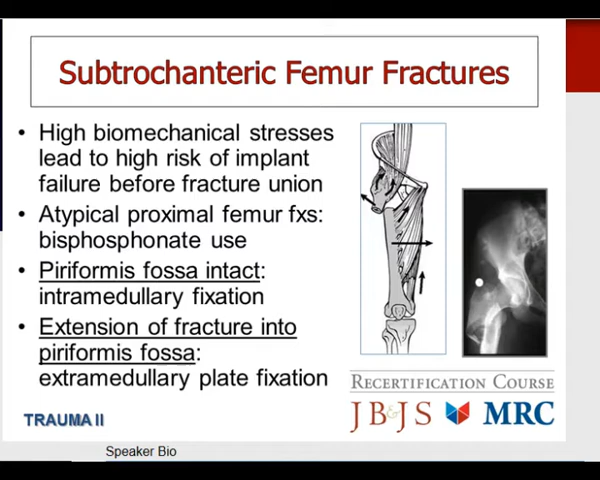 Subtrochanteric Femur Fractures
• High biomechanical stresses
lead to high risk of implant
failure before fracture union
• Atypical proximal femur fxs:
bisphosphonate use
• Piriformis fossa intact:
intramedullary fixation
• Extension of fracture into
piriformis fossa:
extramedullary plate fixation
RECERTIFICATION COURSE
JB&JS MRC
TRAUMA II
Speaker Bio